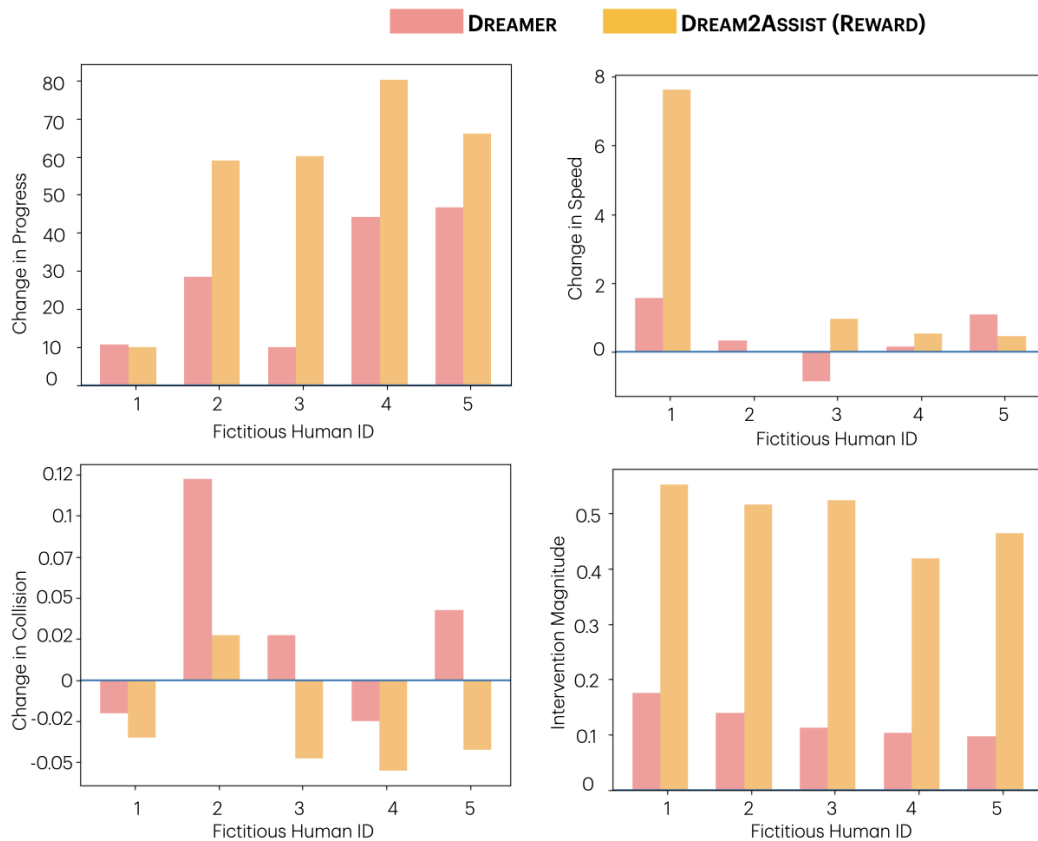 DREAMER DREAM2ASSIST (REWARD)
Change in Progress
80
70
60
50
40
30
20
10
0
1 2 3 4 5
Fictitious Human ID
Change in Speed
8
6
4
2
0
1 2 3 4 5
Fictitious Human ID
Change in Collision
0.12
0.1
0.07
0.05
0.02
0
-0.02
-0.05
1 2 3 4 5
Fictitious Human ID
Intervention Magnitude
0.5
0.4
0.3
0.2
0.1
0
1 2 3 4 5
Fictitious Human ID